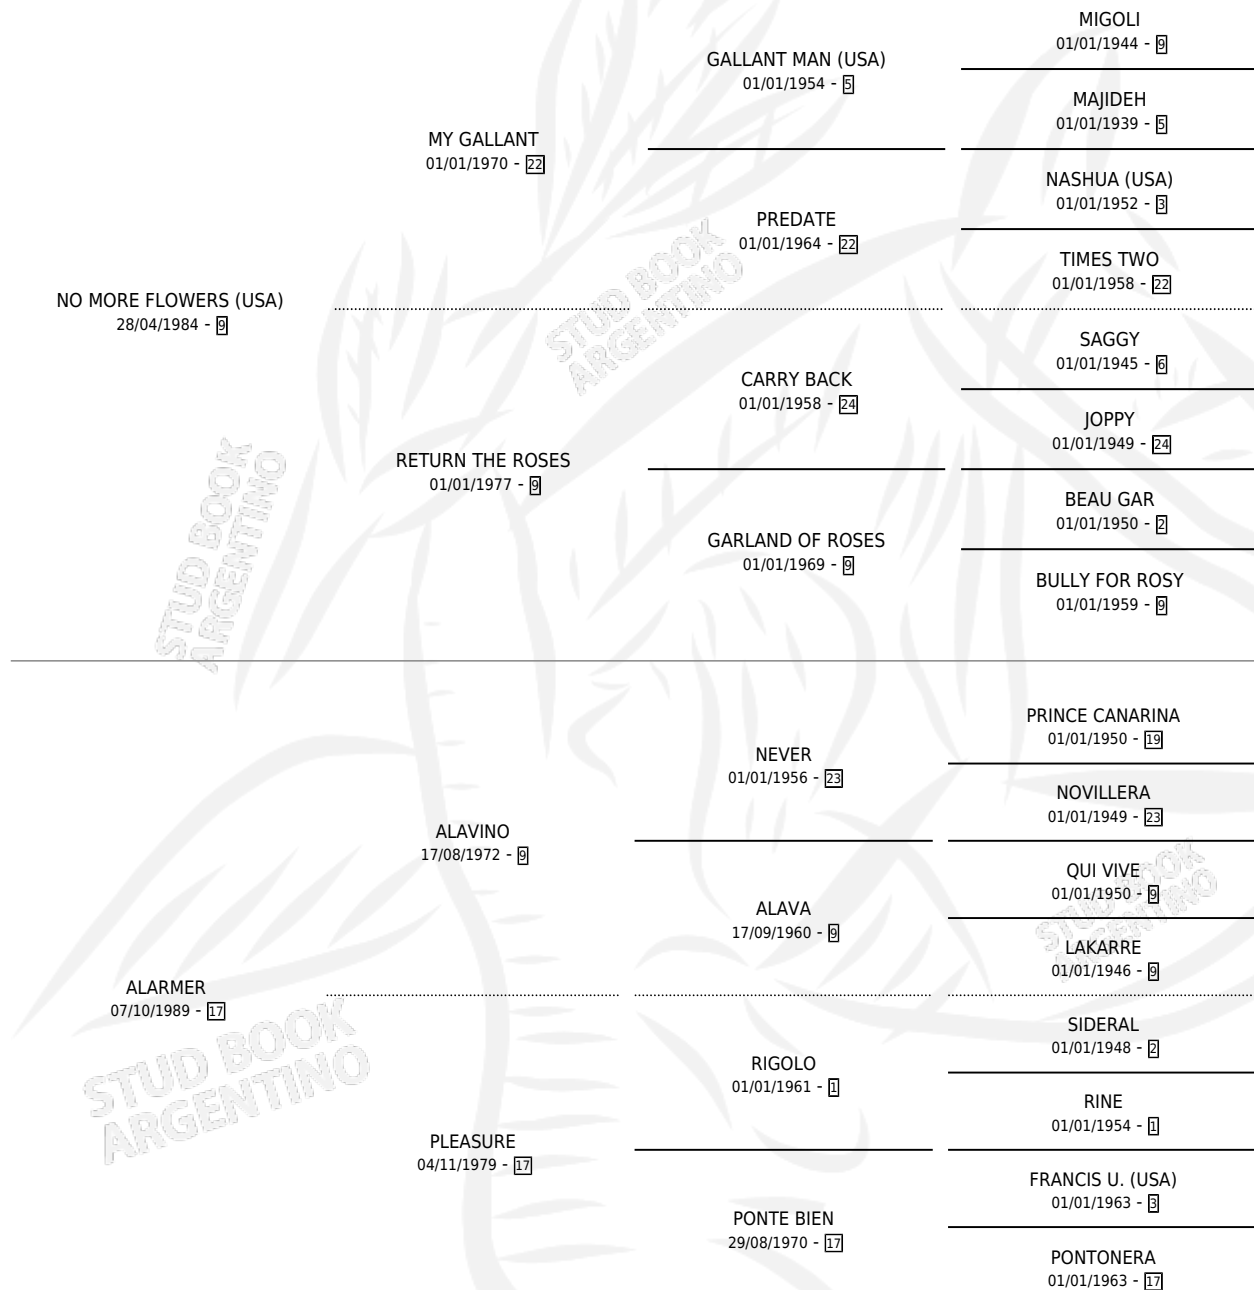 MIGOLI
01/01/1944 - 9
GALLANT MAN (USA)
01/01/1954 - 5
MAJIDEH
01/01/1939 - 5
MY GALLANT
01/01/1970 - 22
NASHUA (USA)
01/01/1952 - 3
PREDATE
01/01/1964 - 22
TIMES TWO
01/01/1958 - 22
NO MORE FLOWERS (USA)
28/04/1984 - 9
STUD BOOK
ARGENTINO
SAGGY
01/01/1945 - 6
CARRY BACK
01/01/1958 - 24
JOPPY
01/01/1949 - 24
RETURN THE ROSES
01/01/1977 - 9
BEAU GAR
01/01/1950 - 2
GARLAND OF ROSES
01/01/1969 - 9
BULLY FOR ROSY
01/01/1959 - 9
STUD BOOK
ARGENTINO
PRINCE CANARINA
01/01/1950 - 19
NEVER
01/01/1956 - 23
NOVILLERA
01/01/1949 - 23
ALAVINO
17/08/1972 - 9
QUI VIVE
01/01/1950 - 9
ALAVA
17/09/1960 - 9
LAKARRE
01/01/1946 - 9
STUD BOOK
ARGENTINO
ALARMER
07/10/1989 - 17
SIDERAL
01/01/1948 - 2
RIGOLO
01/01/1961 - 1
RINE
01/01/1954 - 1
STUD BOOK
ARGENTINO
PLEASURE
04/11/1979 - 17
FRANCIS U. (USA)
01/01/1963 - 3
PONTE BIEN
29/08/1970 - 17
PONTONERA
01/01/1963 - 17